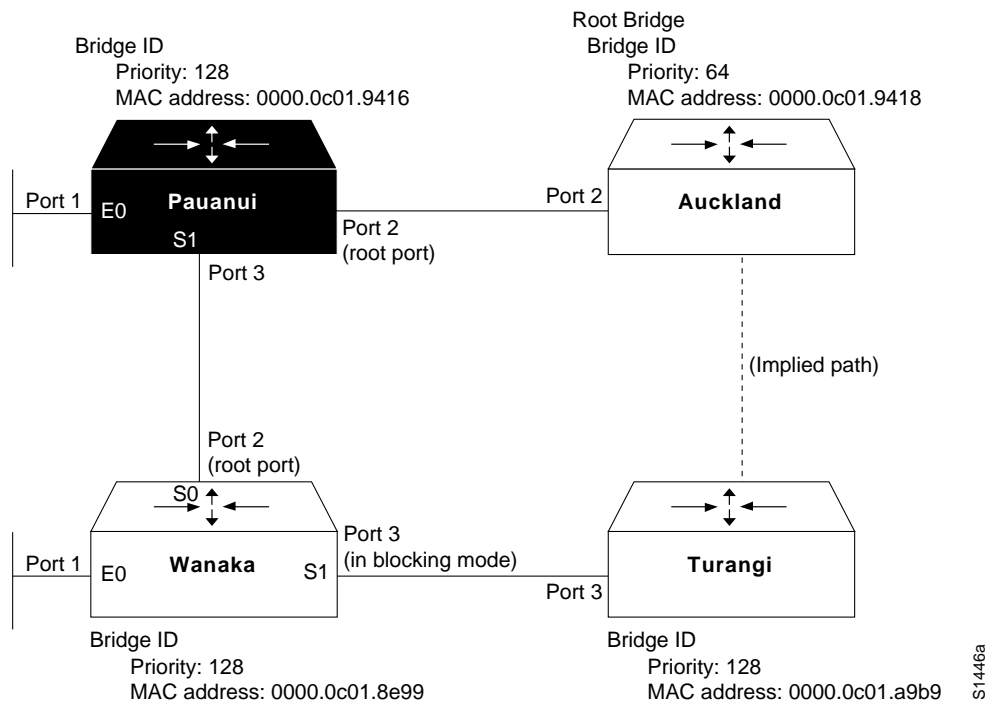 Root Bridge
Bridge ID
Priority: 128
MAC address: 0000.0c01.9416
Bridge ID
Priority: 64
MAC address: 0000.0c01.9418
Port 1
E0
Pauanui
S1
Port 2
(root port)
Port 3
Port 2
Auckland
(Implied path)
Port 2
(root port)
S0
Port 1
E0
Wanaka
S1
Port 3
(in blocking mode)
Port 3
Turangi
Bridge ID
Priority: 128
MAC address: 0000.0c01.8e99
Bridge ID
Priority: 128
MAC address: 0000.0c01.a9b9
S1446a